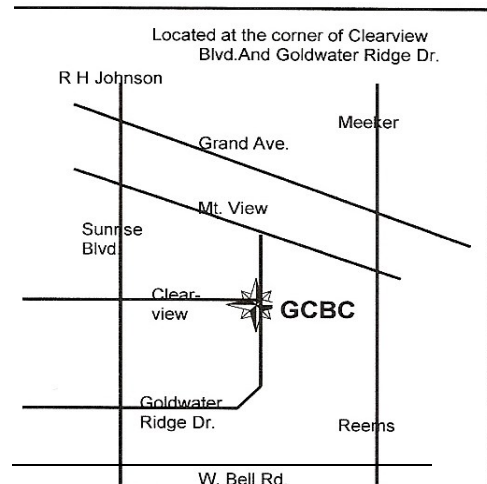 Located at the corner of Clearview
Blvd.And Goldwater Ridge Dr.
R H Johnson
Meeker
Grand Ave.
Mt. View
Sunrise
Blvd.
Clear-
view
GCBC
Goldwater
Ridge Dr.
Reems
W. Bell Rd.